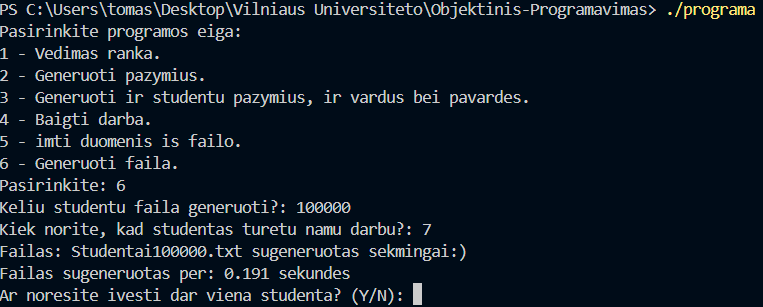 PS C:\Users\tomas\Desktop\Vilniaus Universiteto\Objektinis-Programavimas> ./programa
Pasirinkite programos eiga:
1 - Vedimas ranka.
2 - Generuoti pazymius.
3 - Generuoti ir studentu pazymius, ir vardus bei pavardes.
4 - Baigti darba.
5 - imti duomenis is failo.
6 - Generuoti faila.
Pasirinkite: 6
Keliu studentu faila generuoti?: 100000
Kiek norite, kad studentas turetu namu darbu?: 7
Failas: Studentai100000.txt sugeneruotas sekmingai:)
Failas sugeneruotas per: 0.191 sekundes
Ar noresite ivesti dar viena studenta? (Y/N):